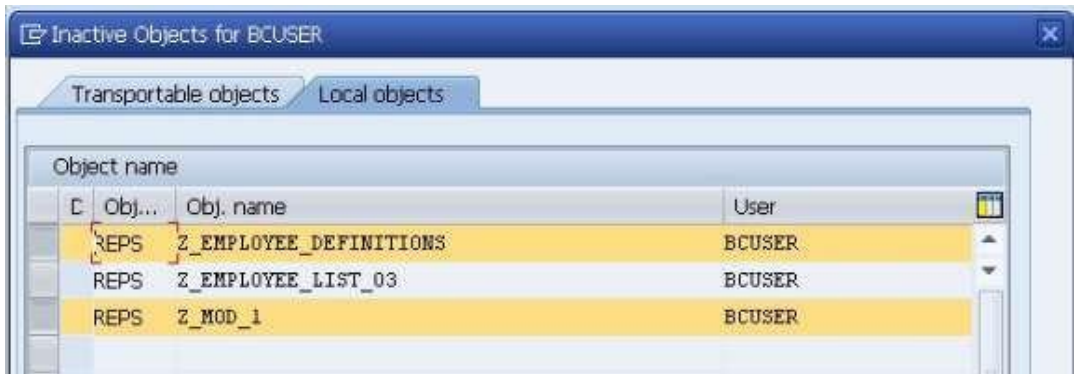 Inactive Objects for BCUSER
Transportable objects Local objects
Object name
D Obj... Obj. name User
REPS Z_EMPLOYEE_DEFINITIONS BCUSER
REPS Z_EMPLOYEE_LIST_03 BCUSER
REPS Z_MOD_1 BCUSER